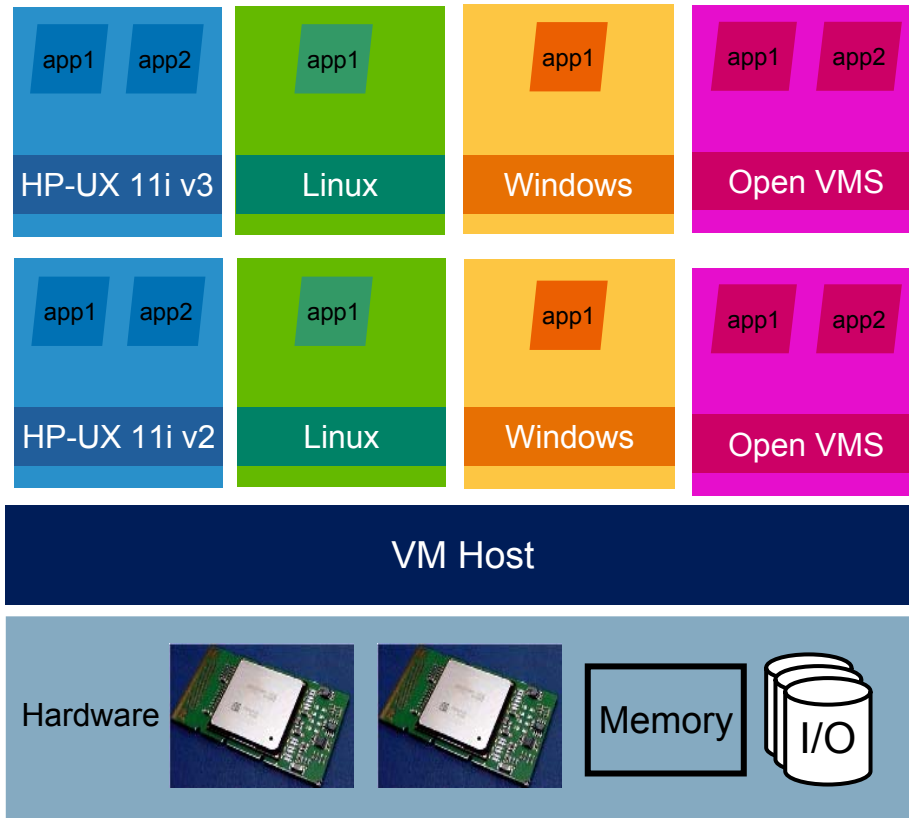 app1 app2 app1 app1 app1 app2
HP-UX 11i v3 Linux Windows Open VMS
app1 app2 app1 app1 app1 app2
HP-UX 11i v2 Linux Windows Open VMS
VM Host
Hardware Memory I/O